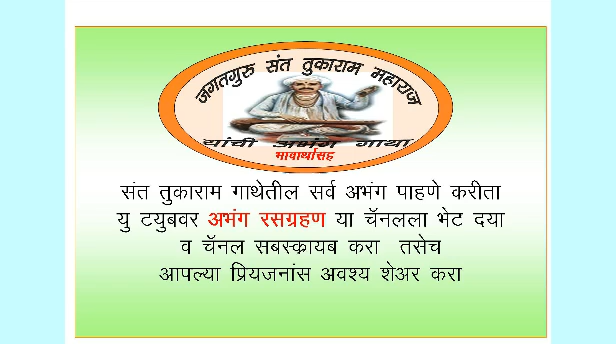 जगतगुरु संत तुकाराम महाराज
यांची अभंग गाथा
भावार्थासह
संत तुकाराम गाथेतील सर्व अभंग पाहणे करीता
यु टयुबवर अभंग रसग्रहण या चॅनलला भेट दया
व चॅनल सबस्क्रायब करा तसेच
आपल्या प्रियजनांस अवश्य शेअर करा